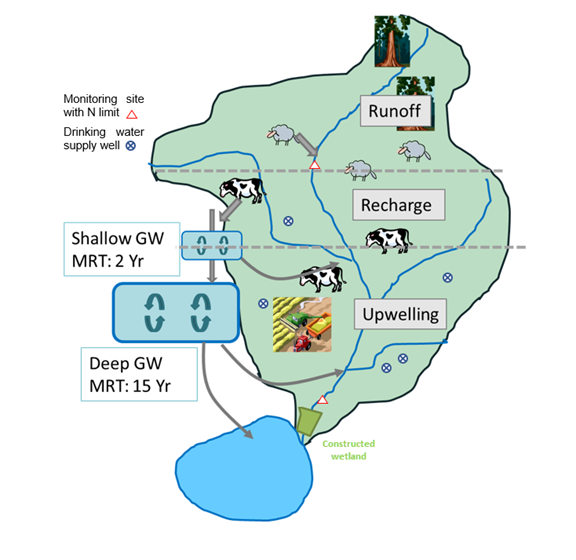 Runoff
Monitoring site
with N limit
Drinking water
supply well
Recharge
Shallow GW
MRT: 2 Yr
Upwelling
Deep GW
MRT: 15 Yr
Constructed
wetland